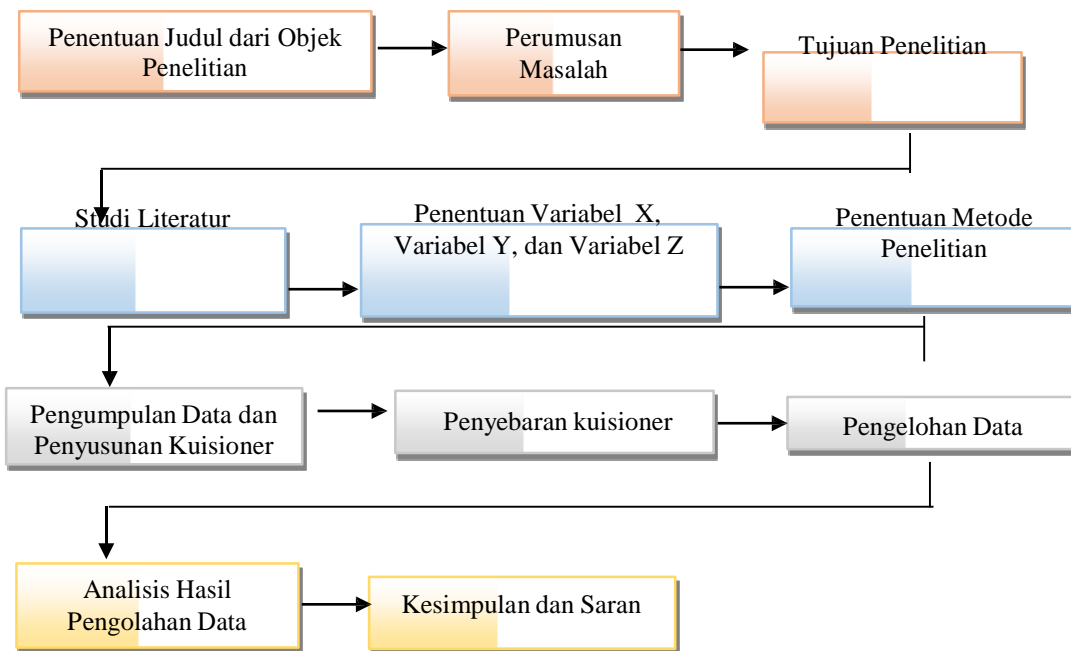 Penentuan Judul dari Objek
Penelitian
Perumusan
Masalah
Tujuan Penelitian
Studi Literatur
Penentuan Variabel X,
Variabel Y, dan Variabel Z
Penentuan Metode
Penelitian
Pengumpulan Data dan
Penyusunan Kuisioner
Penyebaran kuisioner
Pengelohan Data
Analisis Hasil
Pengolahan Data
Kesimpulan dan Saran